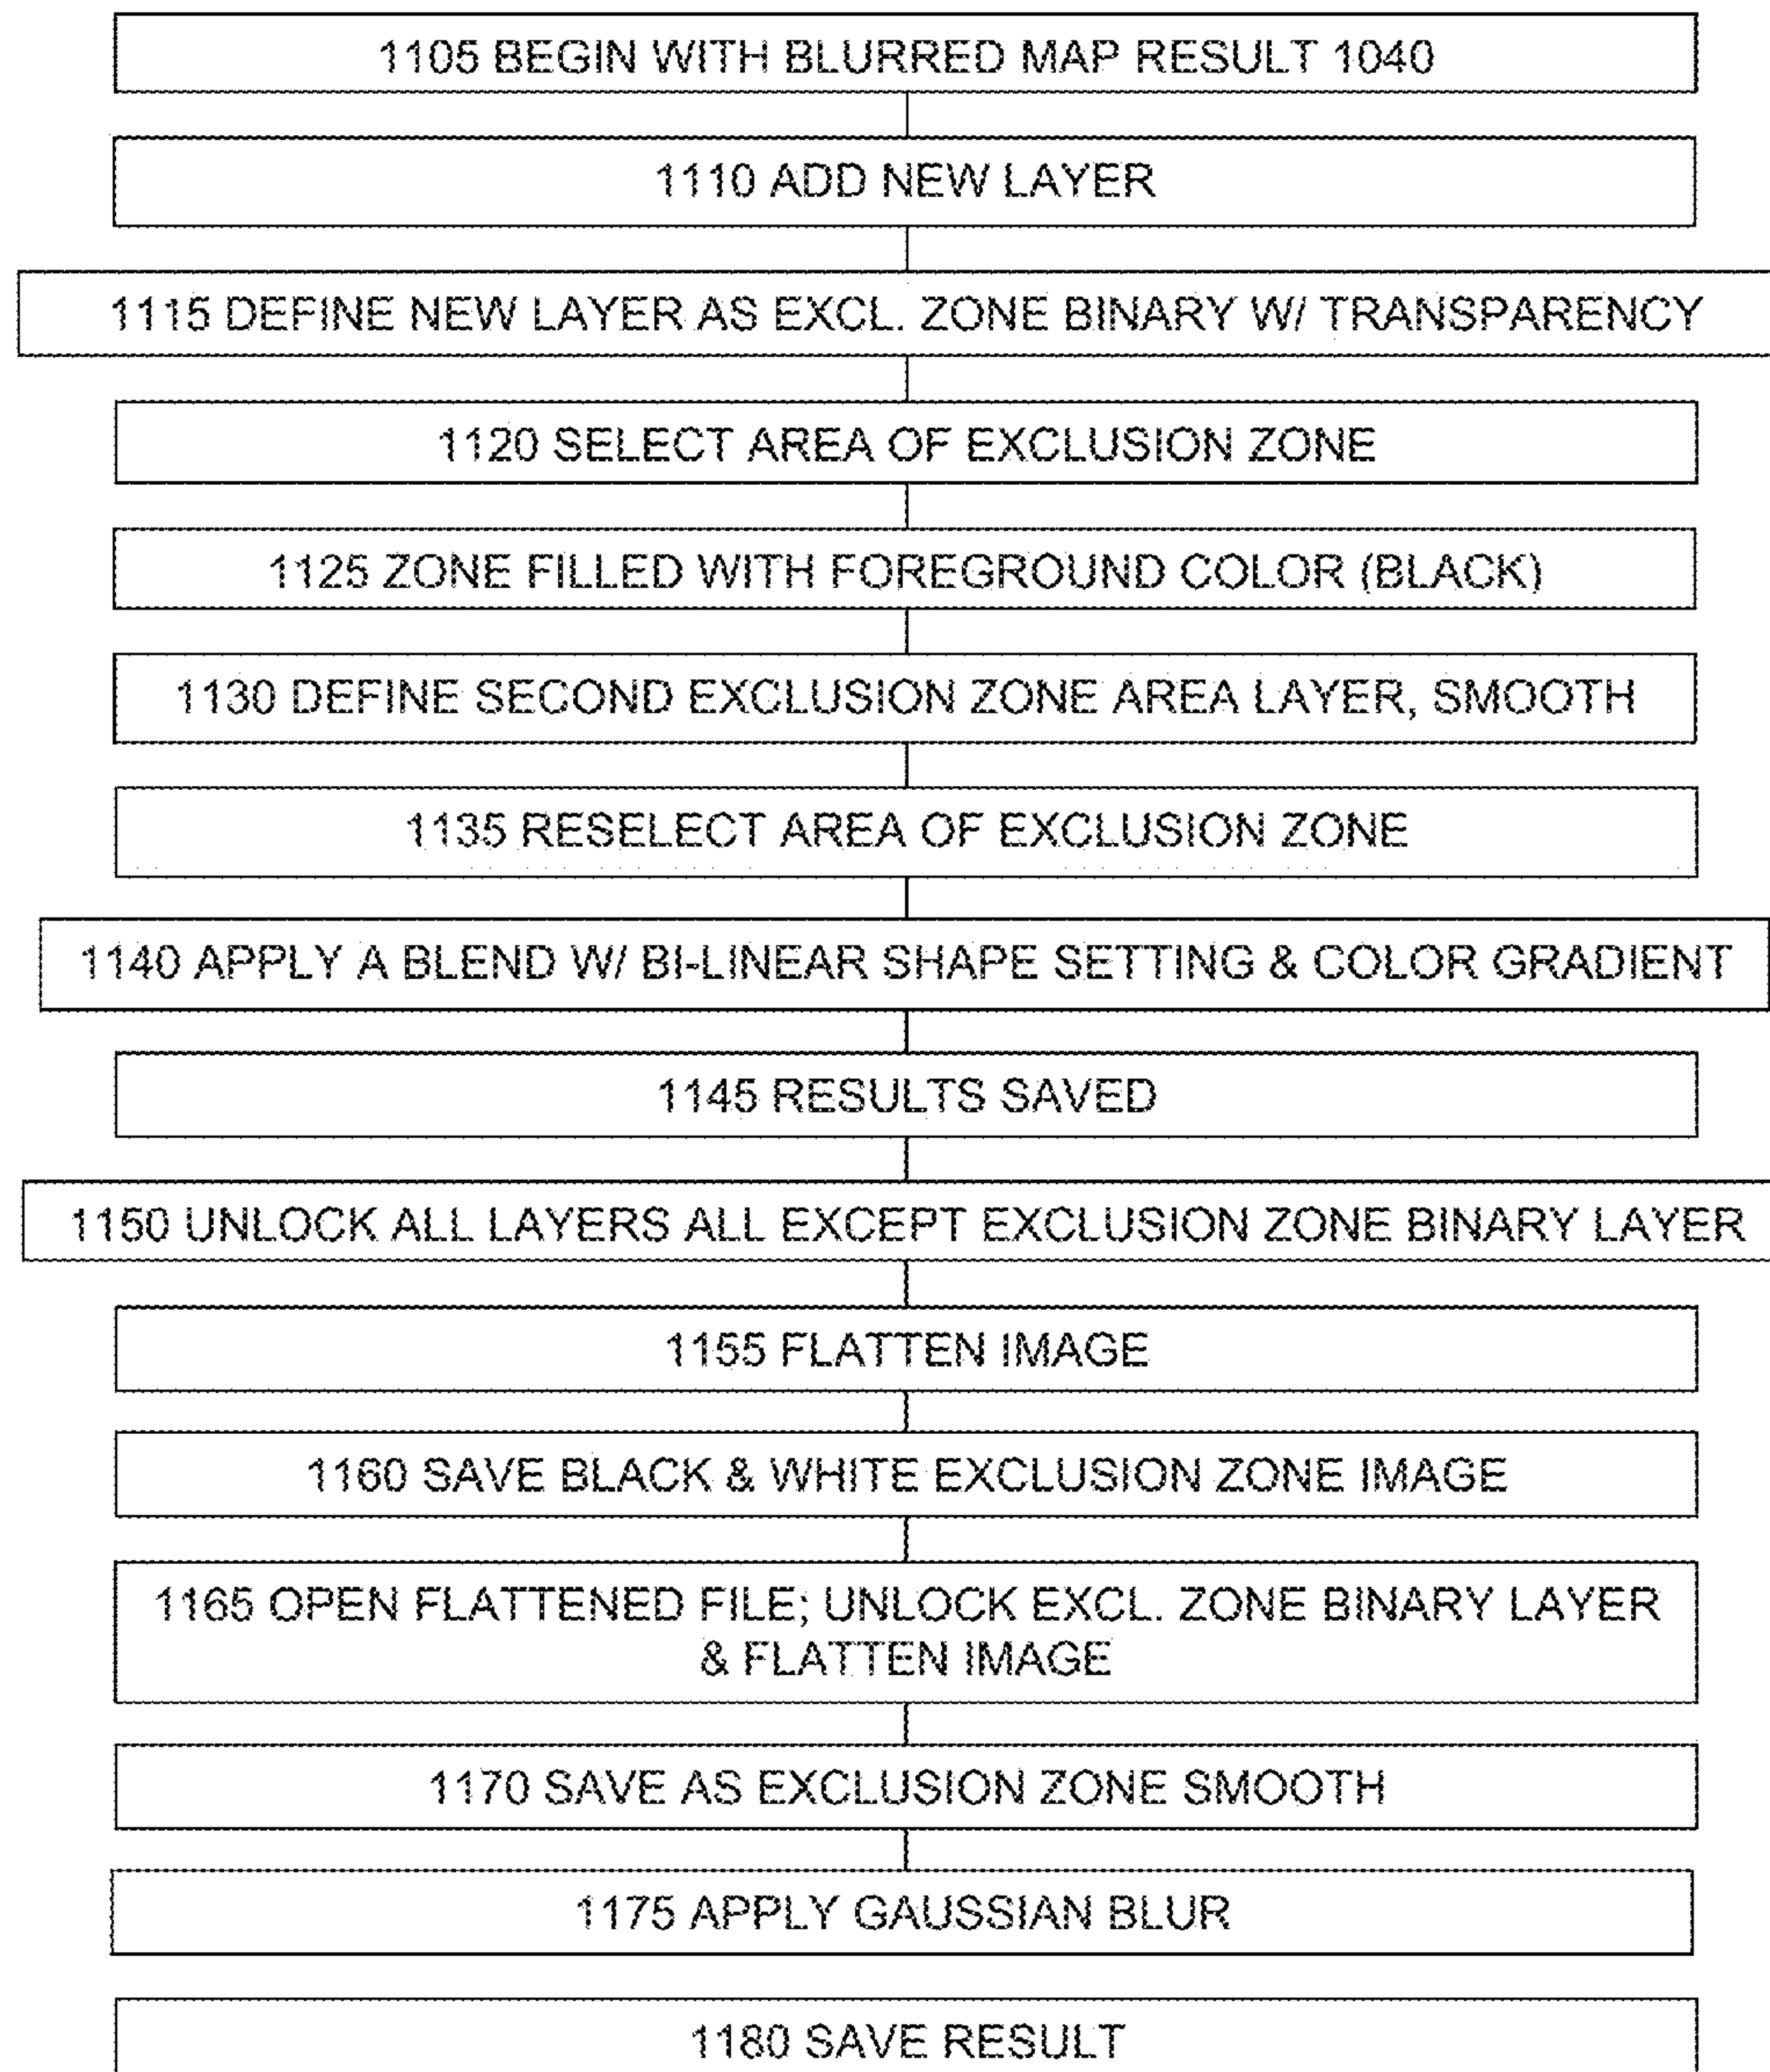 1105 BEGIN WITH BLURRED MAP RESULT 1040
1110 ADD NEW LAYER
1115 DEFINE NEW LAYER AS EXCL. ZONE BINARY W/ TRANSPARENCY
1120 SELECT AREA OF EXCLUSION ZONE
1125 ZONE FILLED WITH FOREGROUND COLOR (BLACK)
1130 DEFINE SECOND EXCLUSION ZONE AREA LAYER, SMOOTH
1135 RESELECT AREA OF EXCLUSION ZONE
1140 APPLY A BLEND W/ BI-LINEAR SHAPE SETTING & COLOR GRADIENT
1145 RESULTS SAVED
1150 UNLOCK ALL LAYERS ALL EXCEPT EXCLUSION ZONE BINARY LAYER
1155 FLATTEN IMAGE
1160 SAVE BLACK & WHITE EXCLUSION ZONE IMAGE
1165 OPEN FLATTENED FILE; UNLOCK EXCL. ZONE BINARY LAYER
& FLATTEN IMAGE
1170 SAVE AS EXCLUSION ZONE SMOOTH
1175 APPLY GAUSSIAN BLUR
1180 SAVE RESULT